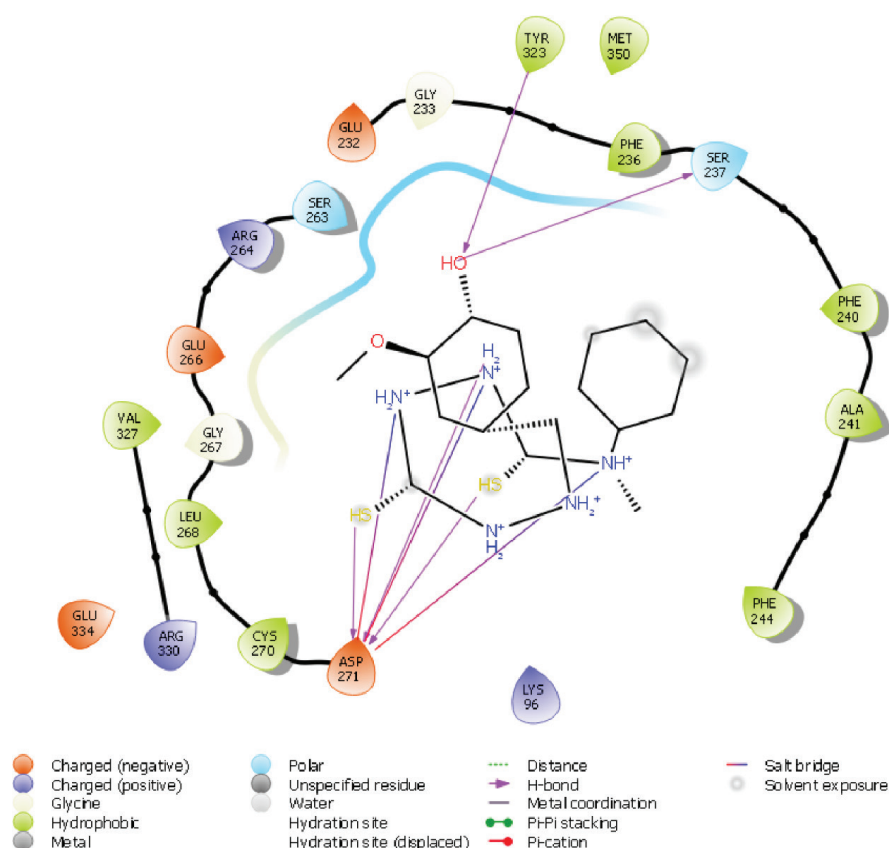 TYR
323
MET
350
GLY
233
GLU
232
PHE
236
SER
237
SER
263
ARG
264
HO
PHE
240
O
H
2
N+
GLU
266
H2N+
VAL
327
GLY
267
ALA
241
NH+
HS
HS
NH2+
N+
H
2
LEU
268
GLU
334
ARG
330
CYS
270
ASP
271
PHE
244
LYS
96
Charged (negative)
Charged (positive)
Glycine
Hydrophobic
Metal
Polar
Unspecified residue
Water
Hydration site
Hydration site (displaced)
Distance
H-bond
Metal coordination
Pi-Pi stacking
Pi-cation
Salt bridge
Solvent exposure